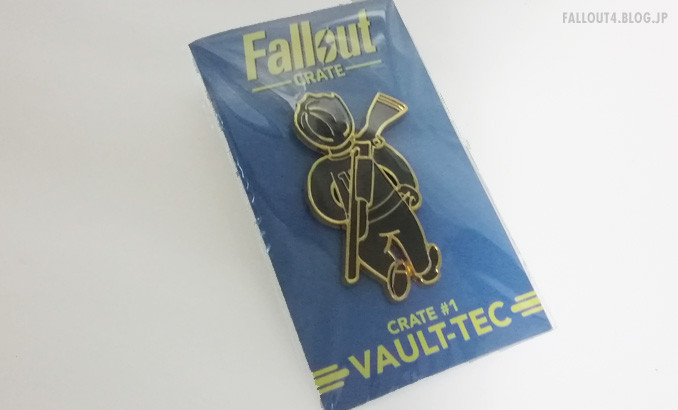 FALLOUT4.BLOG.JP
Fallout
CRATE
CRATE #1
VAULT-TEC